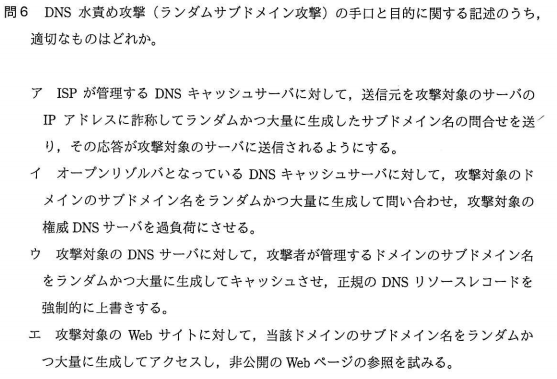 問6 DNS 水責め攻撃（ランダムサブドメイン攻撃）の手口と目的に関する記述のうち，
適切なものはどれか。
ア ISP が管理する DNS キャッシュサーバに対して，送信元を攻撃対象のサーバの
IP アドレスに詐称してランダムかつ大量に生成したサブドメイン名の問合せを送
り，その応答が攻撃対象のサーバに送信されるようにする。
イ オープンリゾルバとなっている DNS キャッシュサーバに対して，攻撃対象のド
メインのサブドメイン名をランダムかつ大量に生成して問い合わせ，攻撃対象の
権威 DNS サーバを過負荷にさせる。
ウ 攻撃対象の DNS サーバに対して，攻撃者が管理するドメインのサブドメイン名
をランダムかつ大量に生成してキャッシュさせ，正規の DNS リソースレコードを
強制的に上書きする。
エ 攻撃対象の Web サイトに対して，当該ドメインのサブドメイン名をランダムか
つ大量に生成してアクセスし，非公開の Web ページの参照を試みる。